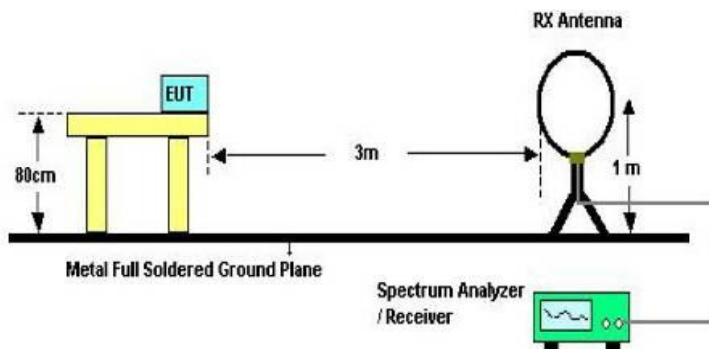 RX Antenna
EUT
3m
80cm
1 m
Metal Full Soldered Ground Plane
Spectrum Analyzer
/ Receiver